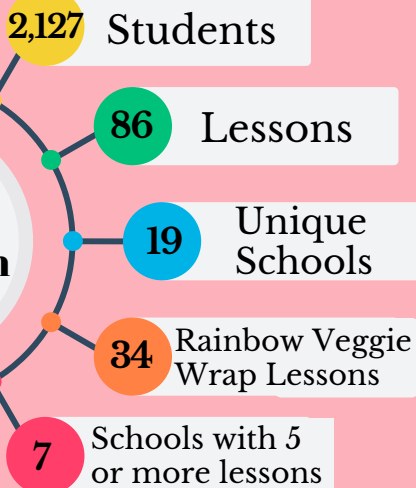 2,127 Students
86 Lessons
19 Unique
Schools
34 Rainbow Veggie
Wrap Lessons
7 Schools with 5
or more lessons